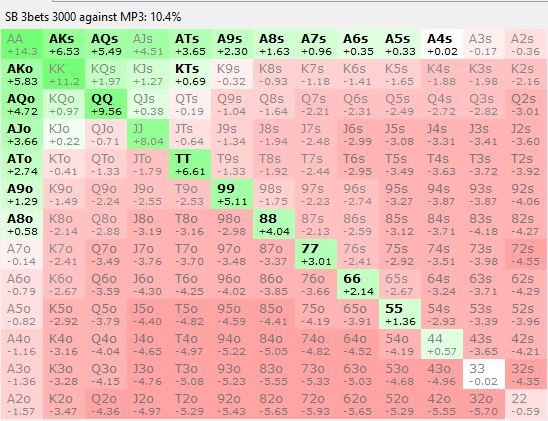 SB 3bets 3000 against MP3: 10.4%
AA AKs AQs AJs ATs A9s A8s A7s A6s A5s A4s A3s A2s
+14.3 +6.53 +5.49 +4.51 +3.65 +2.30 +1.63 +0.96 +0.35 +0.33 +0.02 -0.17 -0.36
AKo KK KQs KJs KTs K9s K8s K7s K6s K5s K4s K3s K2s
+5.83 +11.2 +1.97 +1.27 +0.69 -0.32 -0.93 -1.18 -1.41 -1.65 -1.88 -1.98 -2.16
AQo KQo QQ QJs QTs Q9s Q8s Q7s Q6s Q5s Q4s Q3s Q2s
+4.72 +0.97 +9.56 +0.38 -0.19 -1.04 -1.64 -2.21 -2.31 -2.49 -2.72 -2.82 -3.01
AJo KJo QJo JJ JTs J9s J8s J7s J6s J5s J4s J3s J2s
+3.66 +0.22 -0.71 +8.04 -0.64 -1.34 -1.94 -2.48 -2.99 -3.08 -3.31 -3.41 -3.60
ATo KTo QTo JTo TT T9s T8s T7s T6s T5s T4s T3s T2s
+2.74 -0.41 -1.33 -1.79 +6.61 -1.33 -1.92 -2.44 -2.95 -3.49 -3.63 -3.72 -3.92
A9o K9o Q9o J9o T9o 99 98s 97s 96s 95s 94s 93s 92s
+1.29 -1.49 -2.24 -2.55 -2.53 +5.11 -1.75 -2.23 -2.74 -3.27 -3.87 -3.87 -4.06
A8o K8o Q8o J8o T8o 98o 88 87s 86s 85s 84s 83s 82s
+0.58 -2.14 -2.88 -3.19 -3.16 -2.98 +4.04 -2.13 -2.59 -3.12 -3.71 -4.18 -4.27
A7o K7o Q7o J7o T7o 97o 87o 77 76s 75s 74s 73s 72s
-0.14 -2.41 -3.49 -3.76 -3.70 -3.48 -3.37 +3.01 -2.41 -2.92 -3.51 -3.98 -4.55
A6o K6o Q6o J6o T6o 96o 86o 76o 66 65s 64s 63s 62s
-0.79 -2.67 -3.59 -4.30 -4.25 -4.02 -3.85 -3.66 +2.14 -2.67 -3.24 -3.71 -4.29
A5o K5o Q5o J5o T5o 95o 85o 75o 65o 55 54s 53s 52s
-0.82 -2.92 -3.79 -4.40 -4.82 -4.59 -4.41 -4.19 -3.91 +1.36 -2.93 -3.39 -3.96
A4o K4o Q4o J4o T4o 94o 84o 74o 64o 54o 44 43s 42s
-1.16 -3.16 -4.04 -4.65 -4.97 -5.22 -5.05 -4.82 -4.52 -4.19 +0.57 -3.65 -4.21
A3o K3o Q3o J3o T3o 93o 83o 73o 63o 53o 43o 33 32s
-1.36 -3.28 -4.15 -4.76 -5.08 -5.23 -5.55 -5.33 -5.03 -4.68 -4.96 -0.02 -4.35
A2o K2o Q2o J2o T2o 92o 82o 72o 62o 52o 42o 32o 22
-1.57 -3.47 -4.36 -4.97 -5.29 -5.43 -5.65 -5.93 -5.65 -5.29 -5.55 -5.70 -0.59